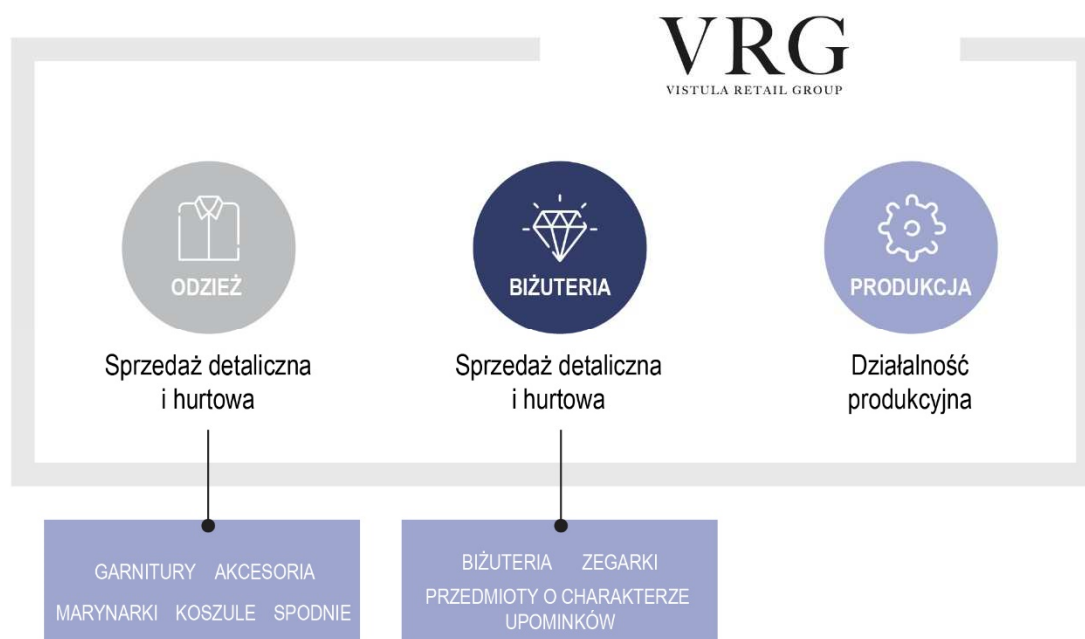 VRG
VISTULA RETAIL GROUP
ODZIEŻ
BIŻUTERIA
PRODUKCJA
Sprzedaż detaliczna
i hurtowa
Sprzedaż detaliczna
i hurtowa
Działalność
produkcyjna
GARNITURY AKCESORIA
MARYNARKI KOSZULE SPODNIE
BIŻUTERIA ZEGARKI
PRZEDMIOTY O CHARAKTERZE
UPOMINKÓW